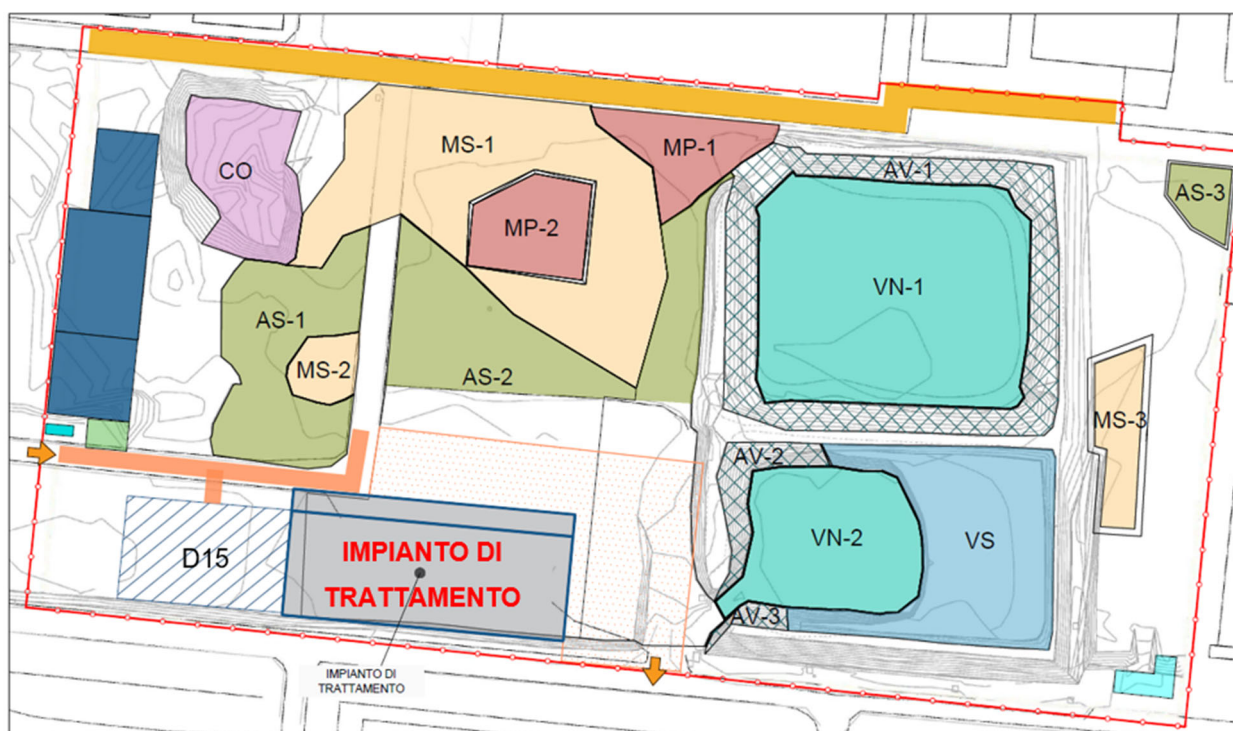 MS-1
MP-1
CO
AV-1
AS-3
MP-2
VN-1
AS-1
MS-2
AS-2
MS-3
AV-2
VN-2
VS
D15
IMPIANTO DI
TRATTAMENTO
AV-3
IMPIANTO DI
TRATTAMENTO